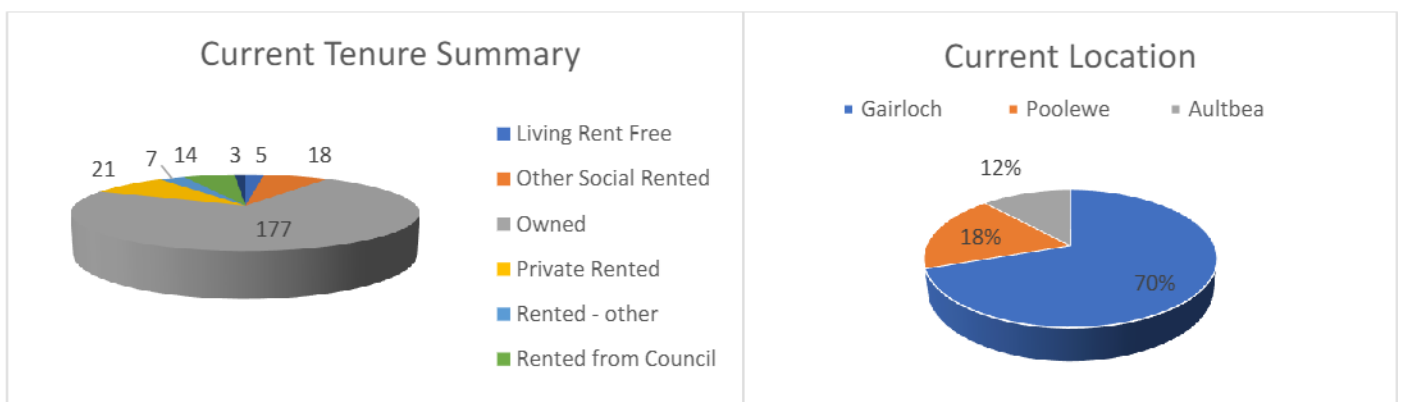 Current Tenure Summary
21 7 14 3 5 18
177
Living Rent Free
Other Social Rented
Owned
Private Rented
Rented - other
Rented from Council
Current Location
Gairloch Poolewe Aultbea
12%
18%
70%